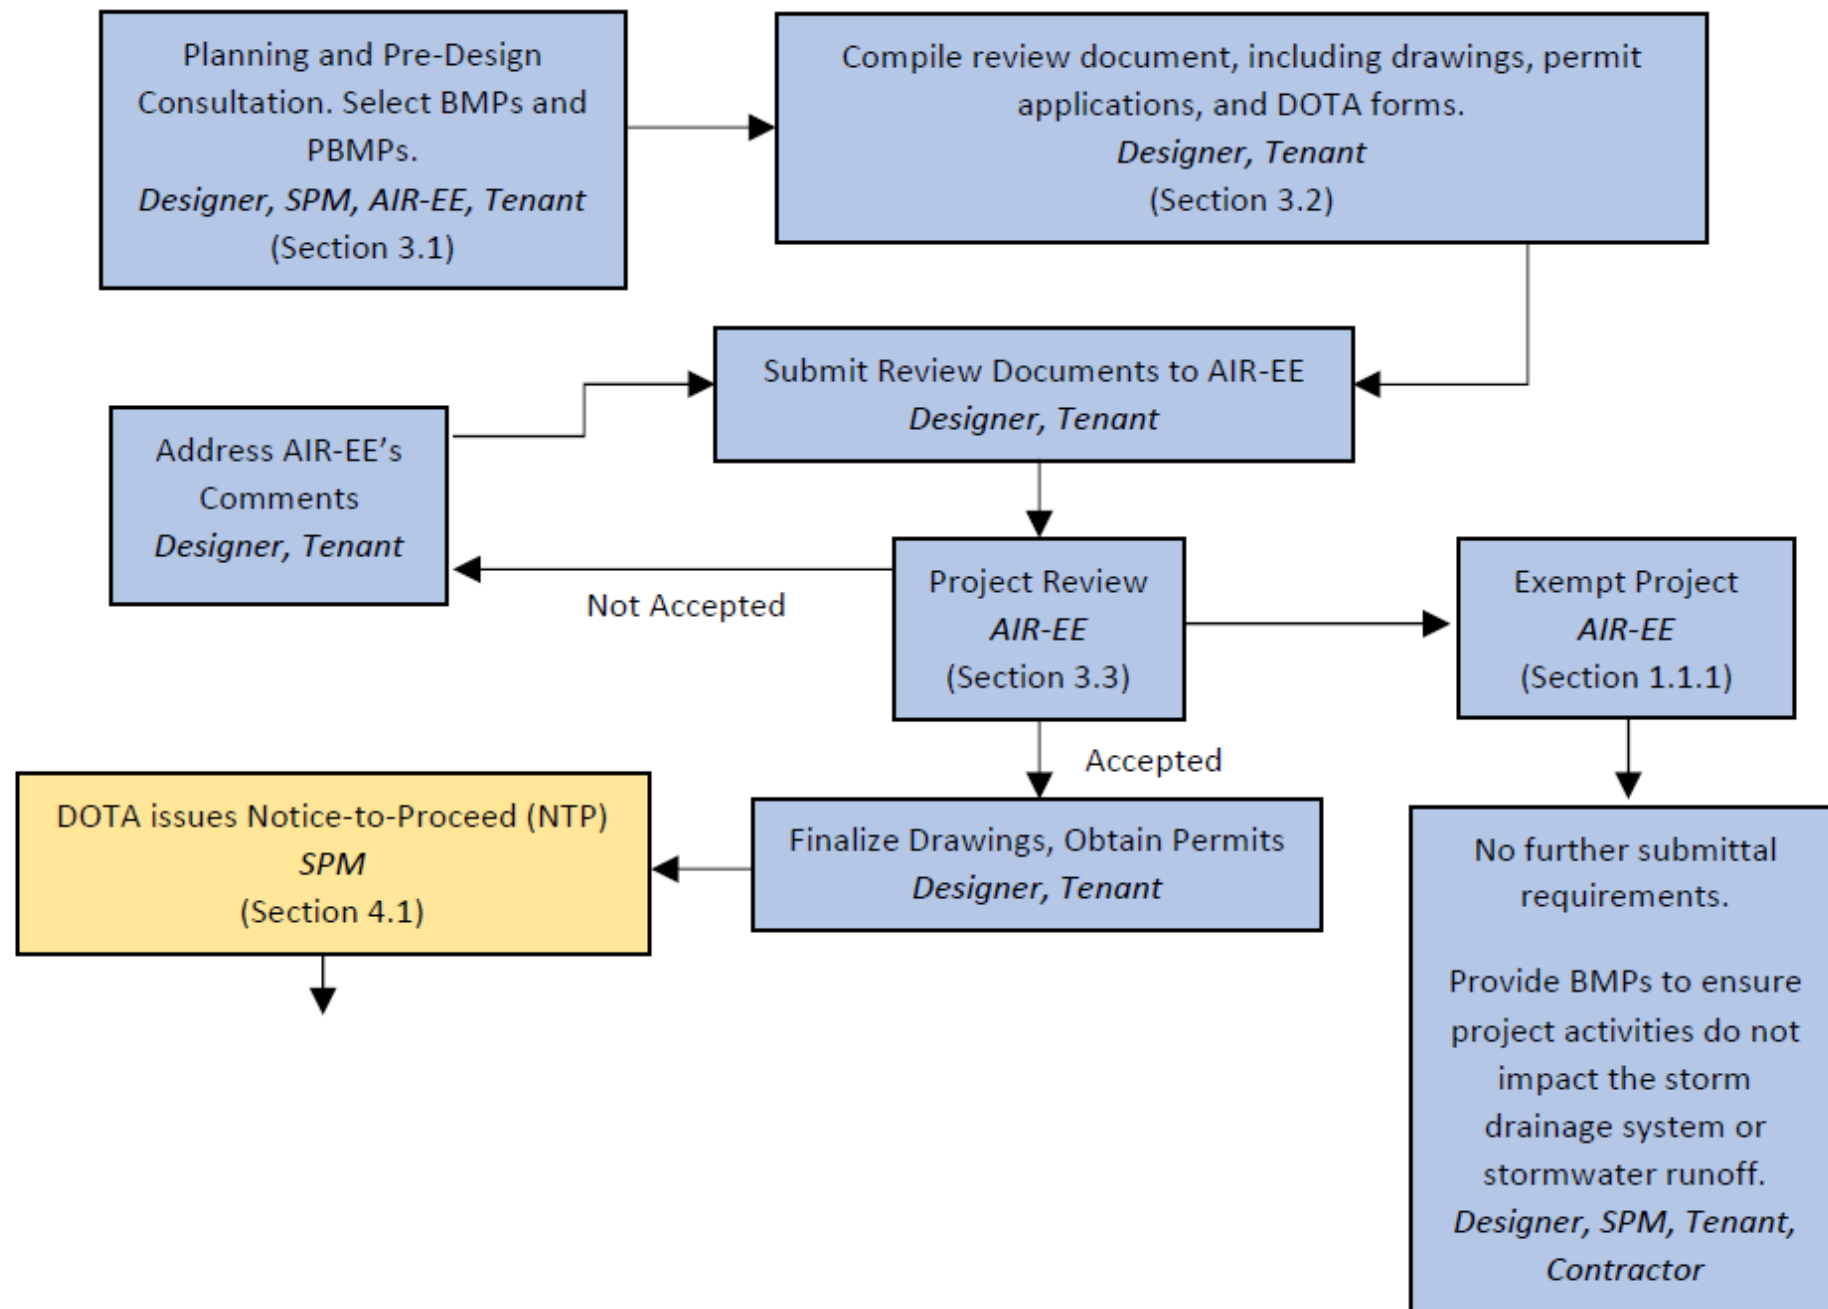 Planning and Pre-Design
Consultation. Select BMPs and
PBMPs.
Designer, SPM, AIR-EE, Tenant
(Section 3.1)
Compile review document, including drawings, permit
applications, and DOTA forms.
Designer, Tenant
(Section 3.2)
Submit Review Documents to AIR-EE
Designer, Tenant
Address AIR-EE’s
Comments
Designer, Tenant
Not Accepted
Project Review
AIR-EE
(Section 3.3)
Exempt Project
AIR-EE
(Section 1.1.1)
Accepted
DOTA issues Notice-to-Proceed (NTP)
SPM
(Section 4.1)
Finalize Drawings, Obtain Permits
Designer, Tenant
No further submittal
requirements.
Provide BMPs to ensure
project activities do not
impact the storm
drainage system or
stormwater runoff.
Designer, SPM, Tenant,
Contractor